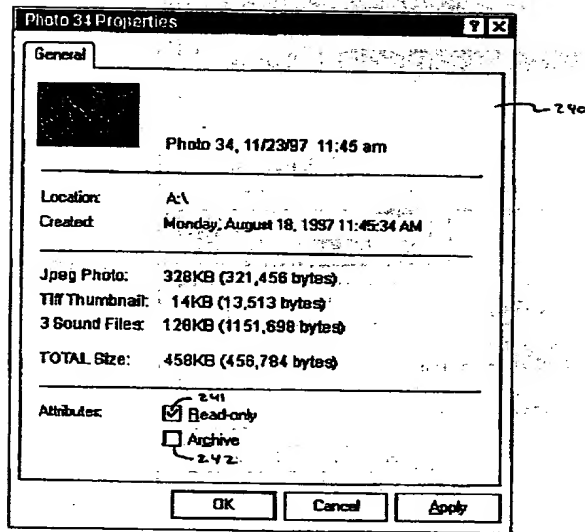 Photo 34 Properties
? X
General
240
Photo 34, 11/23/97 11:45 am
Location: A:\
Created: Monday, August 18, 1997 11:45:34 AM
Jpeg Photo: 328KB (321,456 bytes)
Tiff Thumbnail: 14KB (13,513 bytes)
3 Sound Files: 128KB (1151,698 bytes)
TOTAL Size: 458KB (456,784 bytes)
241
Attributes: Read-only
Archive
242
OK Cancel Apply